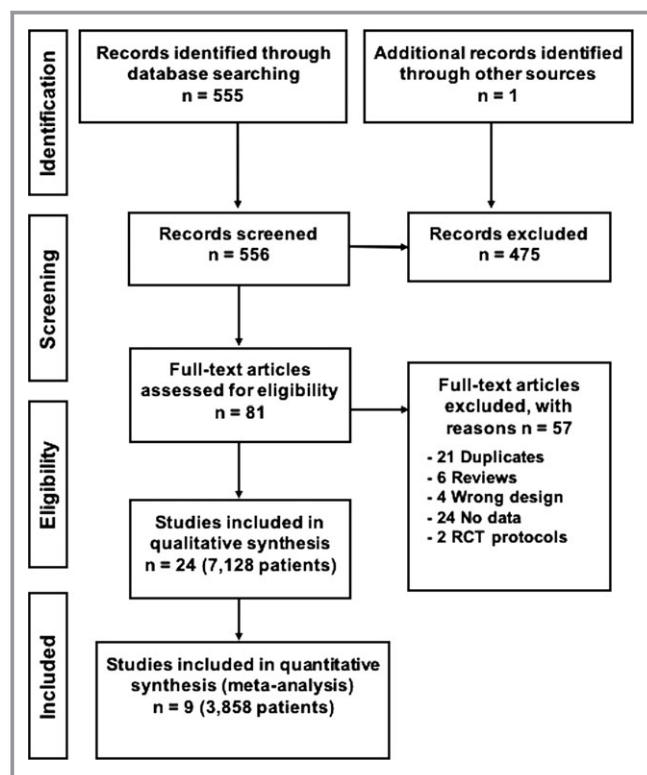 Identification
Records identified through
database searching
n = 555
Additional records identified
through other sources
n = 1
Screening
Records screened
n = 556
Records excluded
n = 475
Full-text articles
assessed for eligibility
n = 81
Eligibility
Full-text articles
excluded, with
reasons n = 57
- 21 Duplicates
- 6 Reviews
- 4 Wrong design
- 24 No data
- 2 RCT protocols
Studies included in
qualitative synthesis
n = 24 (7,128 patients)
Included
Studies included in quantitative
synthesis (meta-analysis)
n = 9 (3,858 patients)